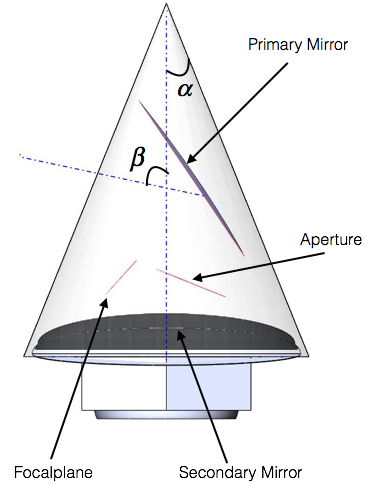 Primary Mirror
α
β
Aperture
Focalplane
Secondary Mirror